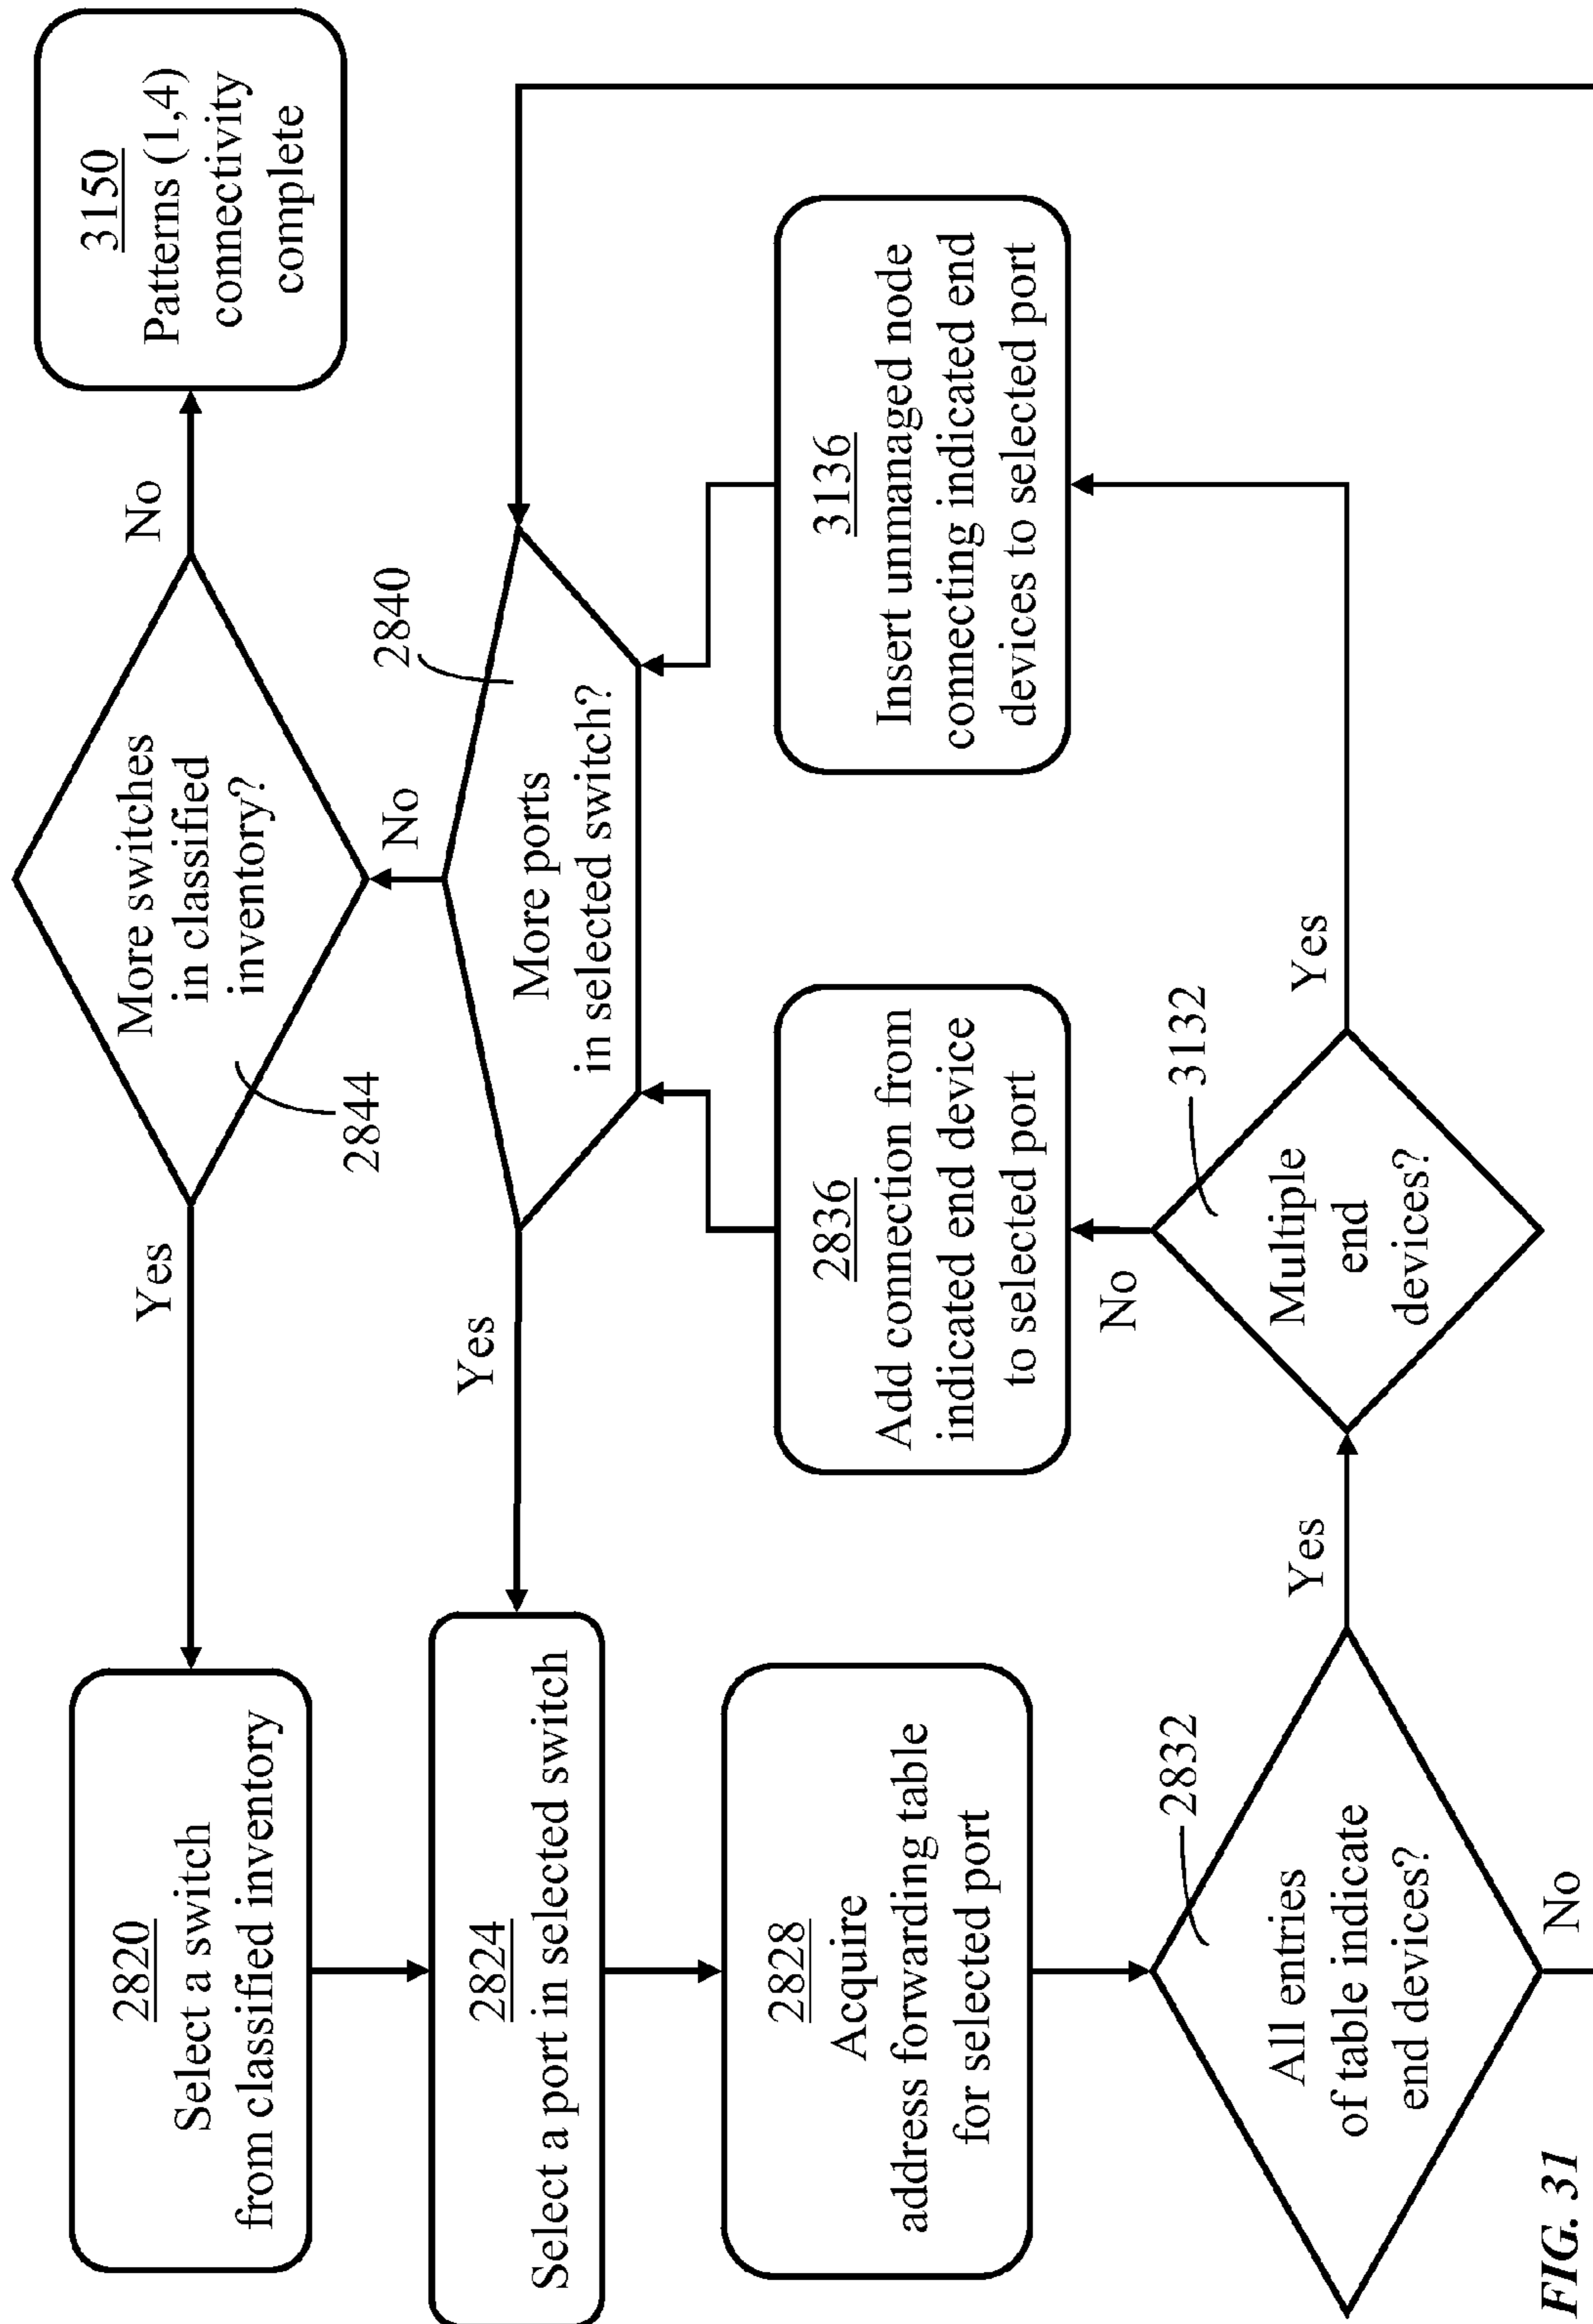 2820
Select a switch
from classified inventory
Yes
More switches
in classified
inventory?
2844
No
3150
Patterns (1,4)
connectivity
complete
2824
Select a port in selected switch
Yes
More ports
in selected switch?
2840
No
2828
Acquire
address forwarding table
for selected port
2836
Add connection from
indicated end device
to selected port
3136
Insert unmanaged node
connecting indicated end
devices to selected port
2832
All entries
of table indicate
end devices?
Yes
No
3132
Multiple
end
devices?
No
Yes
FIG. 31